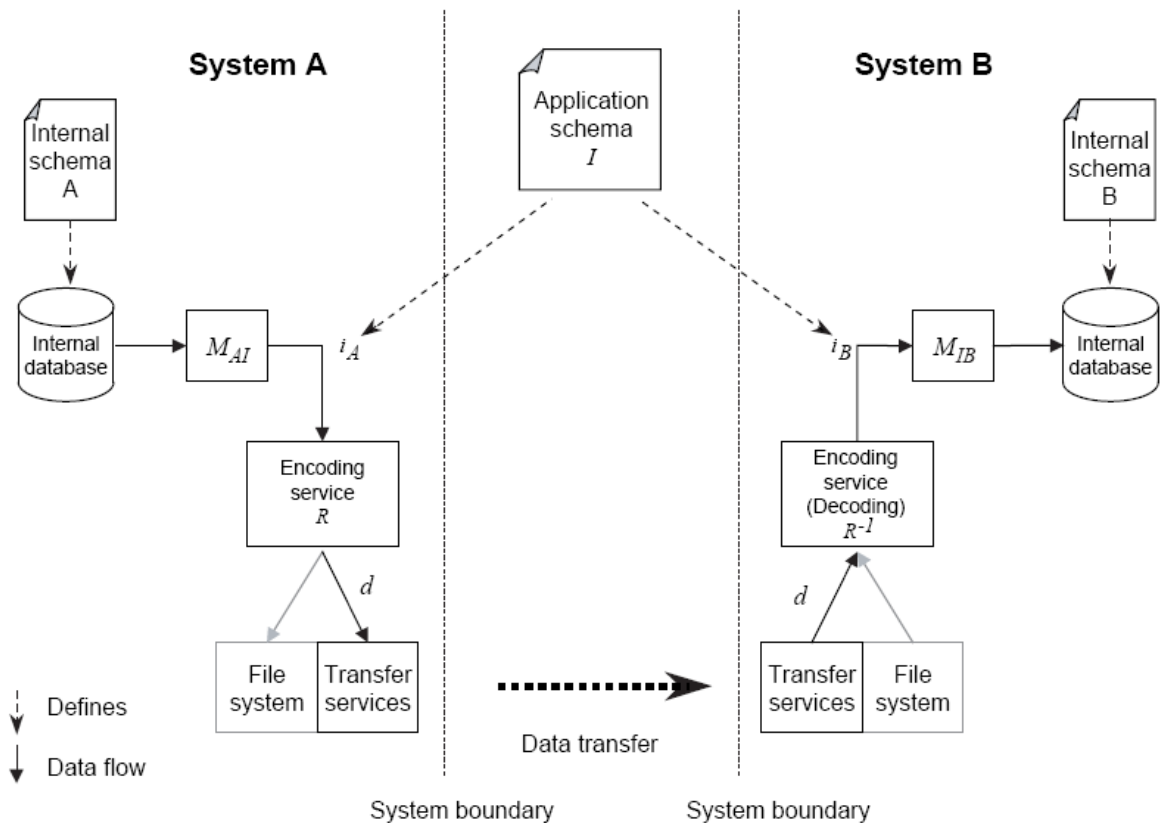 System A
System B
Application
schema
I
Internal
schema
A
Internal
schema
B
Internal
database
M_AI
i_A
i_B
M_IB
Internal
database
Encoding
service
R
Encoding
service
(Decoding)
R^-1
d
d
File
system
Transfer
services
Transfer
services
File
system
Defines
Data flow
Data transfer
System boundary
System boundary